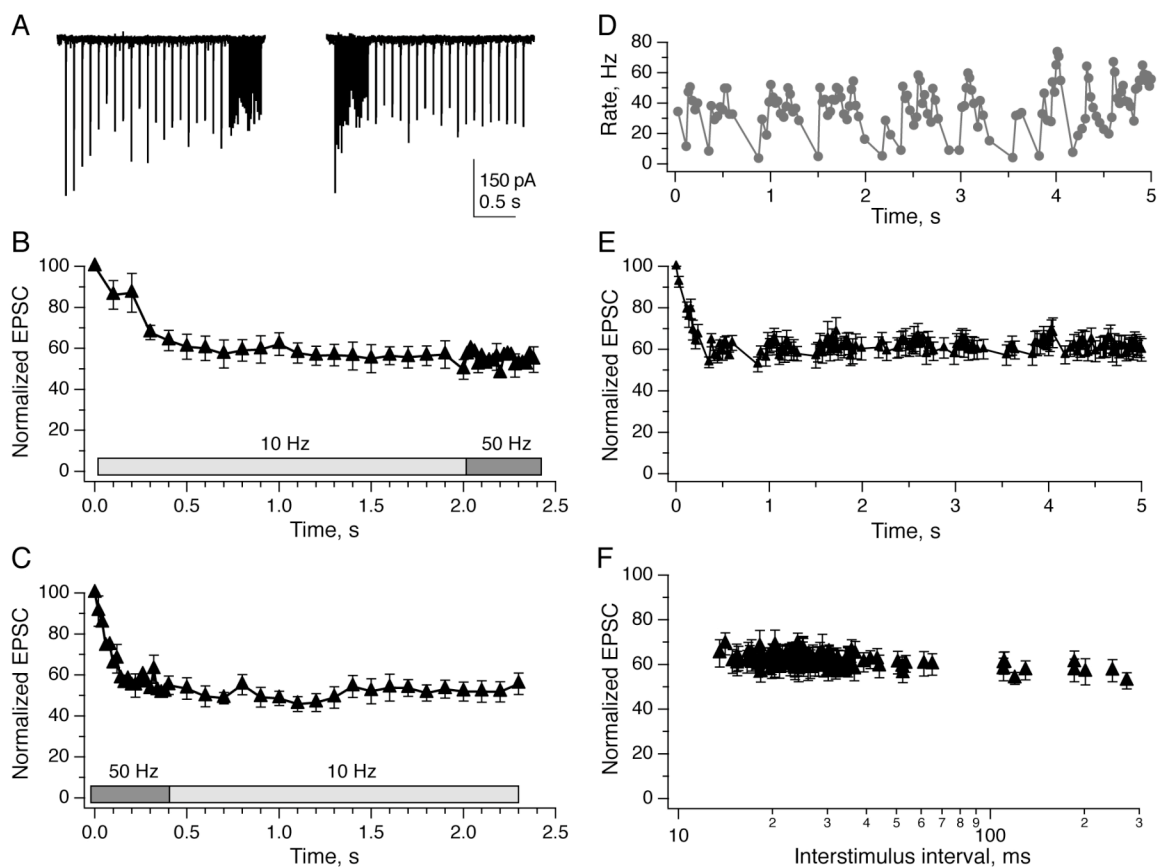 A
150 pA
0.5 s
B
Normalized EPSC
100
80
60
40
20
0
10 Hz
50 Hz
0.0
0.5
1.0
1.5
2.0
2.5
Time, s
C
Normalized EPSC
100
80
60
40
20
0
50 Hz
10 Hz
0.0
0.5
1.0
1.5
2.0
2.5
Time, s
D
Rate, Hz
80
60
40
20
0
0
1
2
3
4
5
Time, s
E
Normalized EPSC
100
80
60
40
20
0
0
1
2
3
4
5
Time, s
F
Normalized EPSC
100
80
60
40
20
0
10
2
3
4
5
6
7
8
9
100
2
3
Interstimulus interval, ms